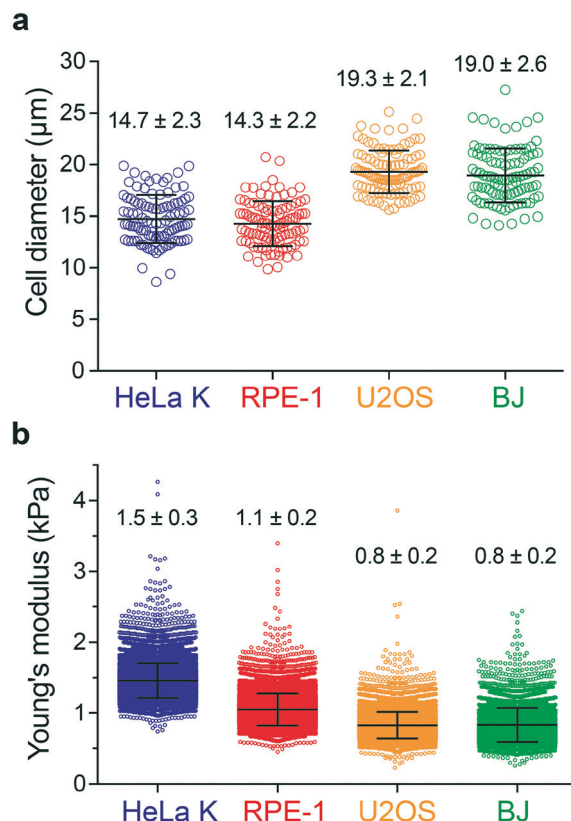 a
Cell diameter (µm)
30
25
20
15
10
5
0
14.7 ± 2.3
14.3 ± 2.2
19.3 ± 2.1
19.0 ± 2.6
HeLa K
RPE-1
U2OS
BJ
b
Young's modulus (kPa)
4
3
2
1
0
1.5 ± 0.3
1.1 ± 0.2
0.8 ± 0.2
0.8 ± 0.2
HeLa K
RPE-1
U2OS
BJ